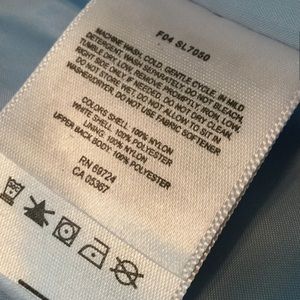 F04 SL7050
MACHINE WASH, COLD, GENTLE CYCLE, IN MILD
DETERGENT. WASH SEPARATELY. DO NOT BLEACH.
TUMBLE DRY LOW. REMOVE PROMPTLY. IRON, LOW,
RIGHT SIDE ONLY, IF NEEDED. DO NOT DRY CLEAN.
DO NOT STORE WET. DO NOT ALLOW TO SIT IN
WASHER/DRYER. DO NOT USE FABRIC SOFTENER
COLORS SHELL: 100% NYLON
WHITE SHELL: 100% POLYESTER
LINING: 100% NYLON
UPPER BACK BODY: 100% POLYESTER
RN 69724
CA 05367